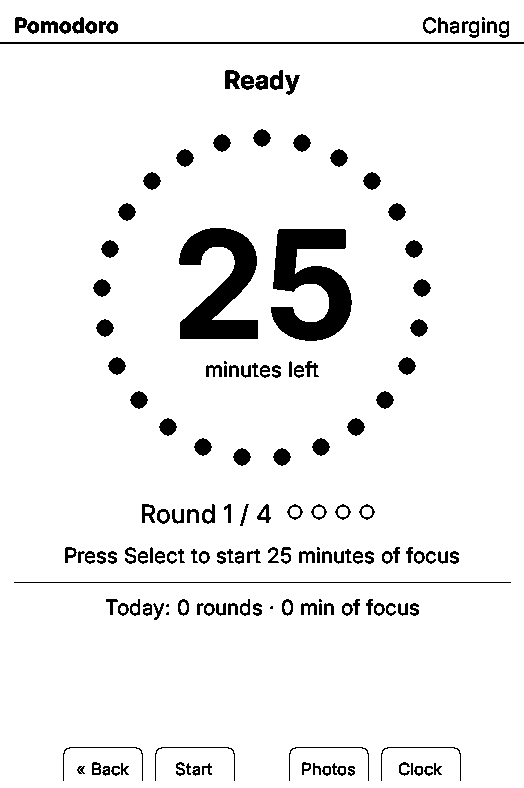 Pomodoro Charging
Ready
25
minutes left
Round 1 / 4
Press Select to start 25 minutes of focus
Today: 0 rounds · 0 min of focus
« Back Start Photos Clock